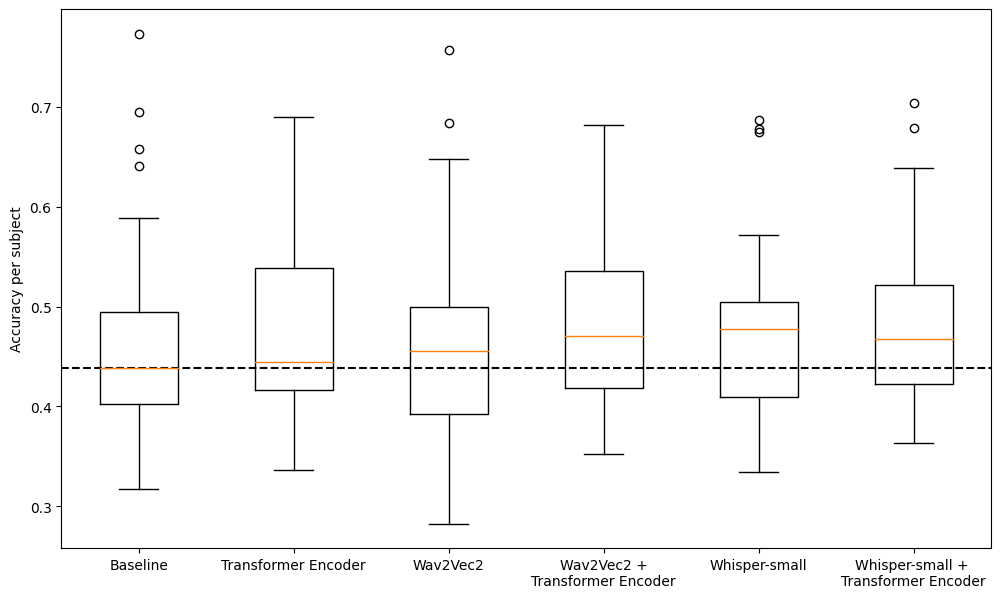 Accuracy per subject
0.7
0.6
0.5
0.4
0.3
Baseline
Transformer Encoder
Wav2Vec2
Wav2Vec2 +
Transformer Encoder
Whisper-small
Whisper-small +
Transformer Encoder